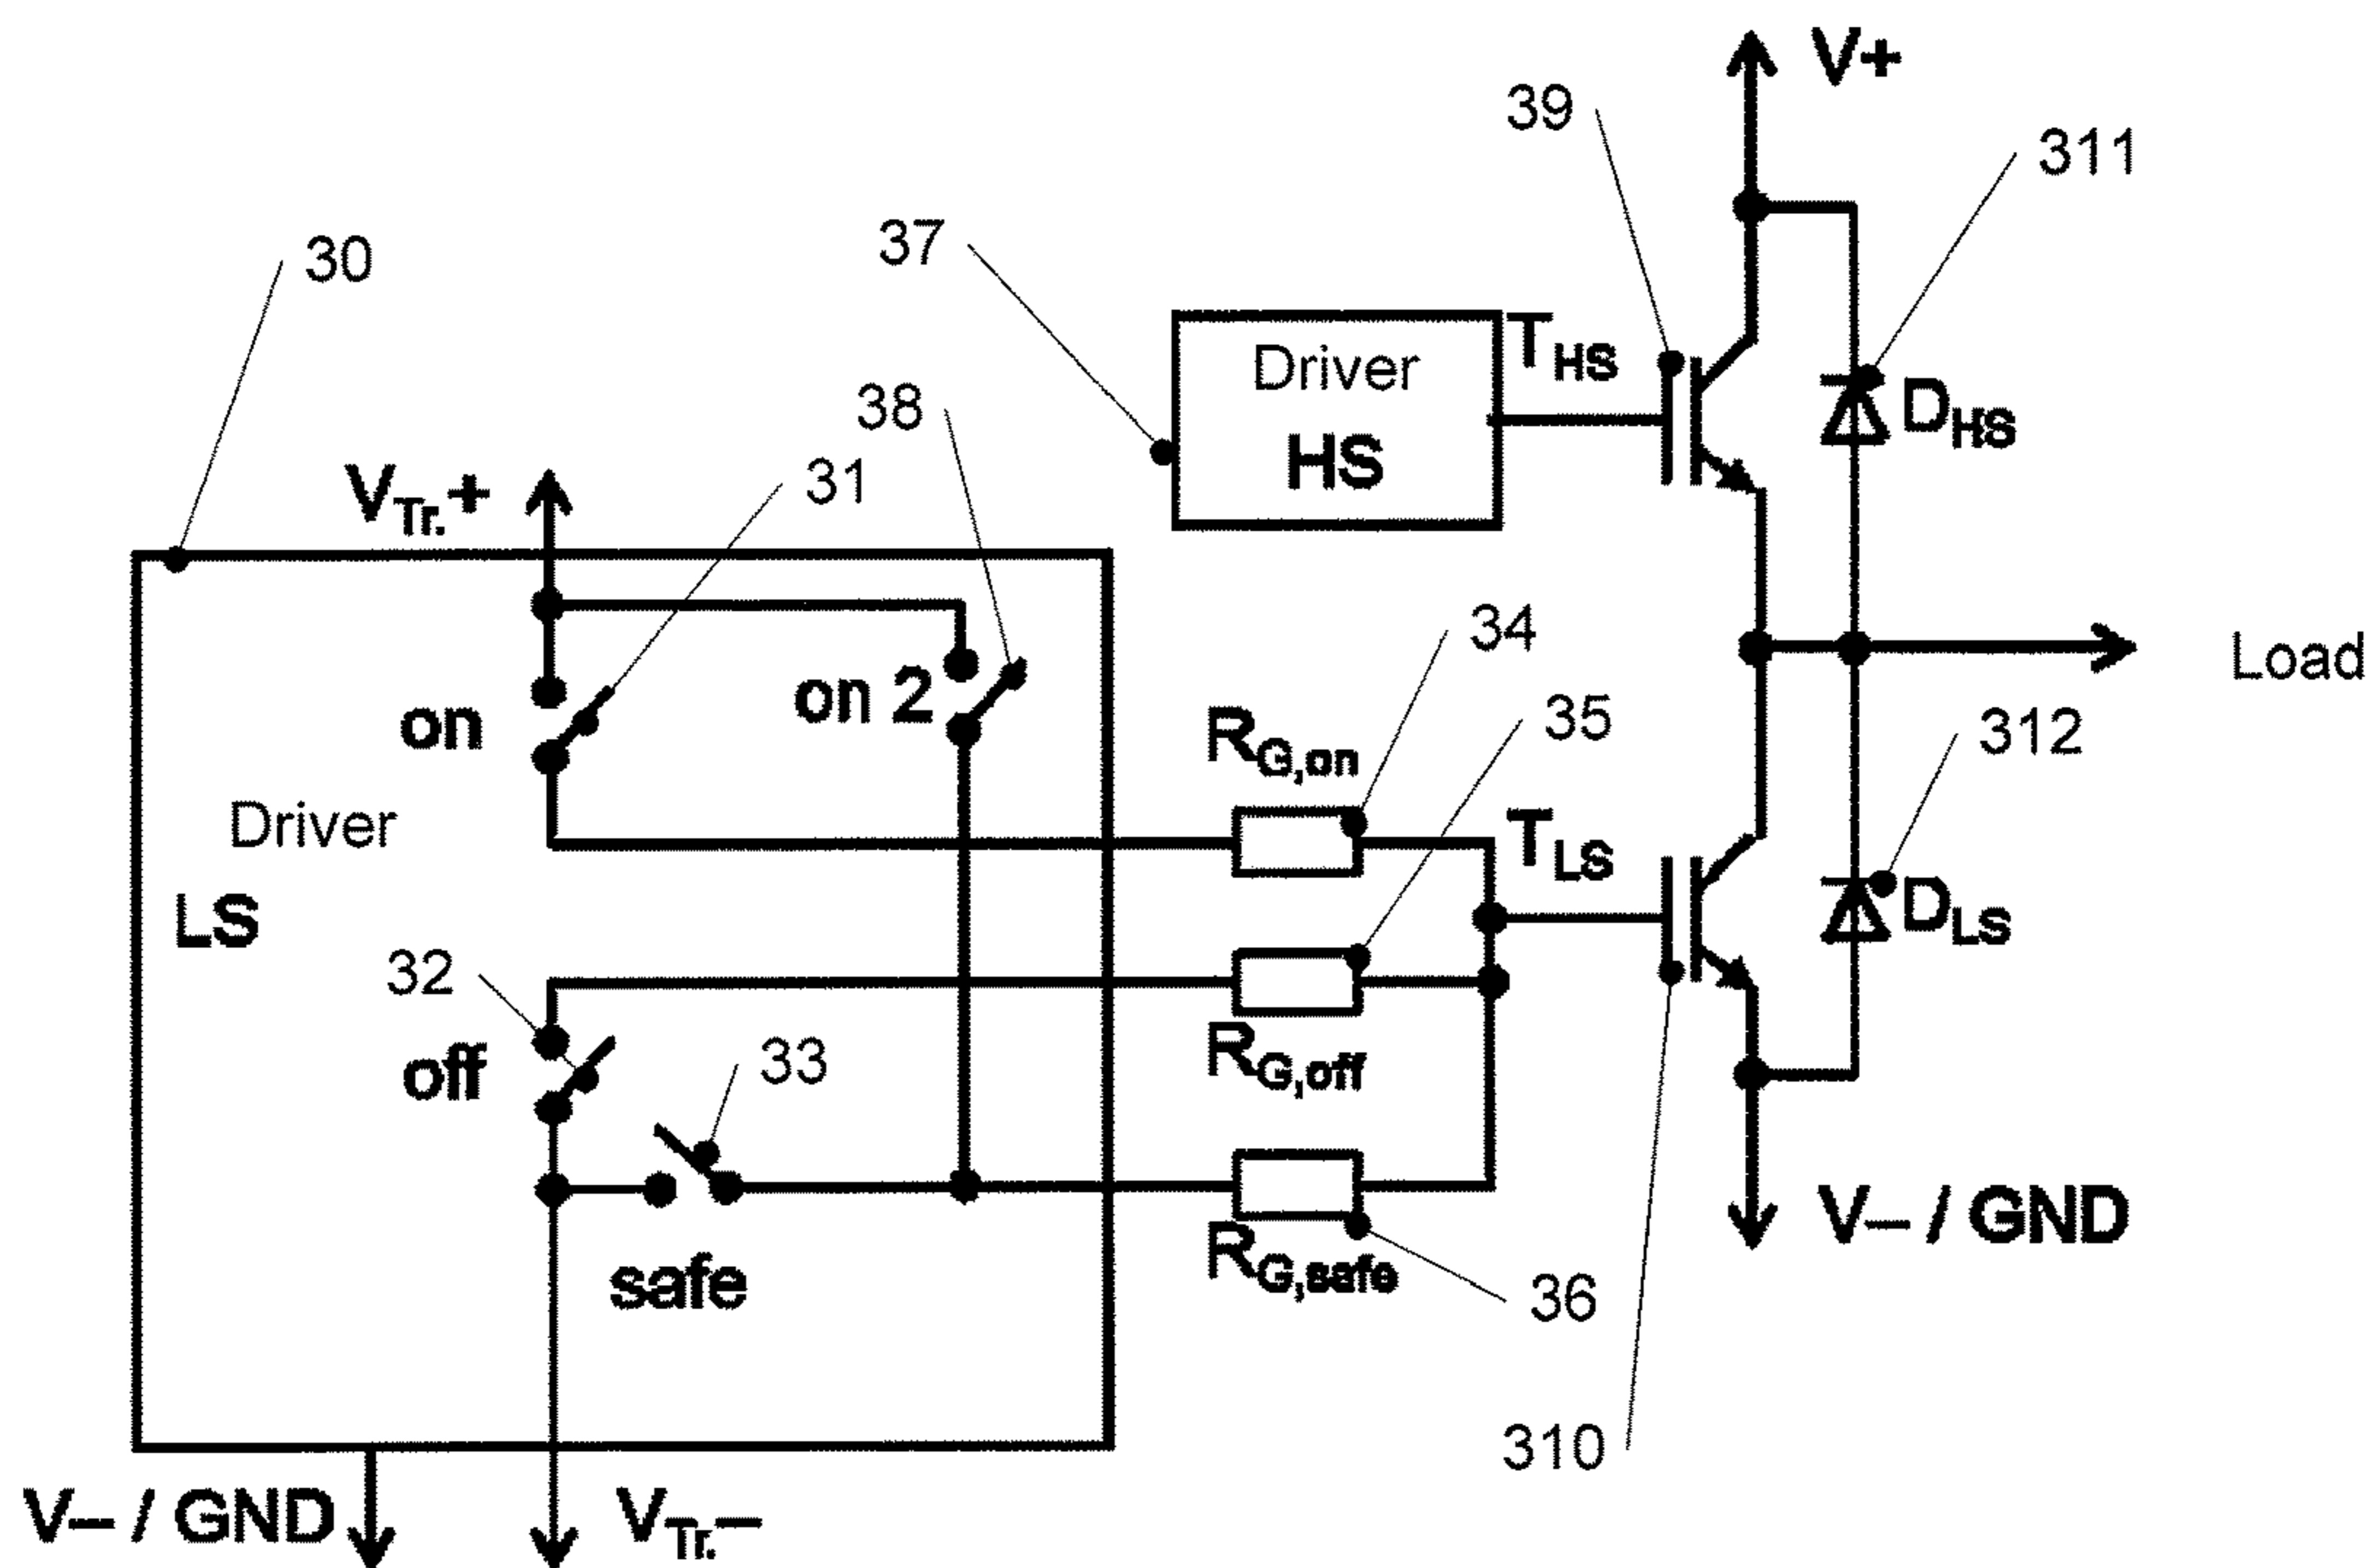 V+
39
311
37
30
T_HS
Driver
HS
D_HS
38
31
V_Tr.+
34
Load
on
on 2
R_G,on
35
312
Driver
LS
T_LS
D_LS
32
off
33
R_G,off
safe
R_G,safe
36
V– / GND
310
V– / GND
V_Tr.–